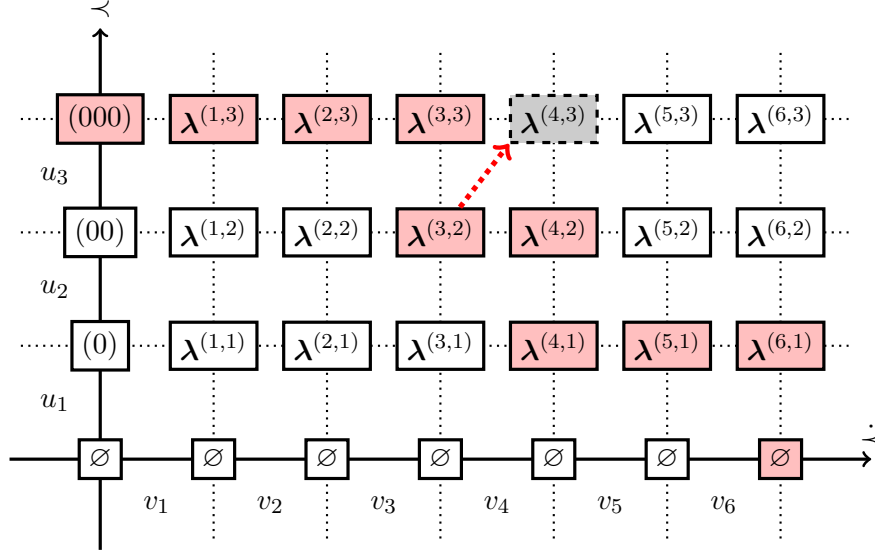 ≺
(000) λ^(1,3) λ^(2,3) λ^(3,3) λ^(4,3) λ^(5,3) λ^(6,3)
u₃
(00) λ^(1,2) λ^(2,2) λ^(3,2) λ^(4,2) λ^(5,2) λ^(6,2)
u₂
(0) λ^(1,1) λ^(2,1) λ^(3,1) λ^(4,1) λ^(5,1) λ^(6,1)
u₁
∅ ∅ ∅ ∅ ∅ ∅ ∅ ≺̇
v₁ v₂ v₃ v₄ v₅ v₆